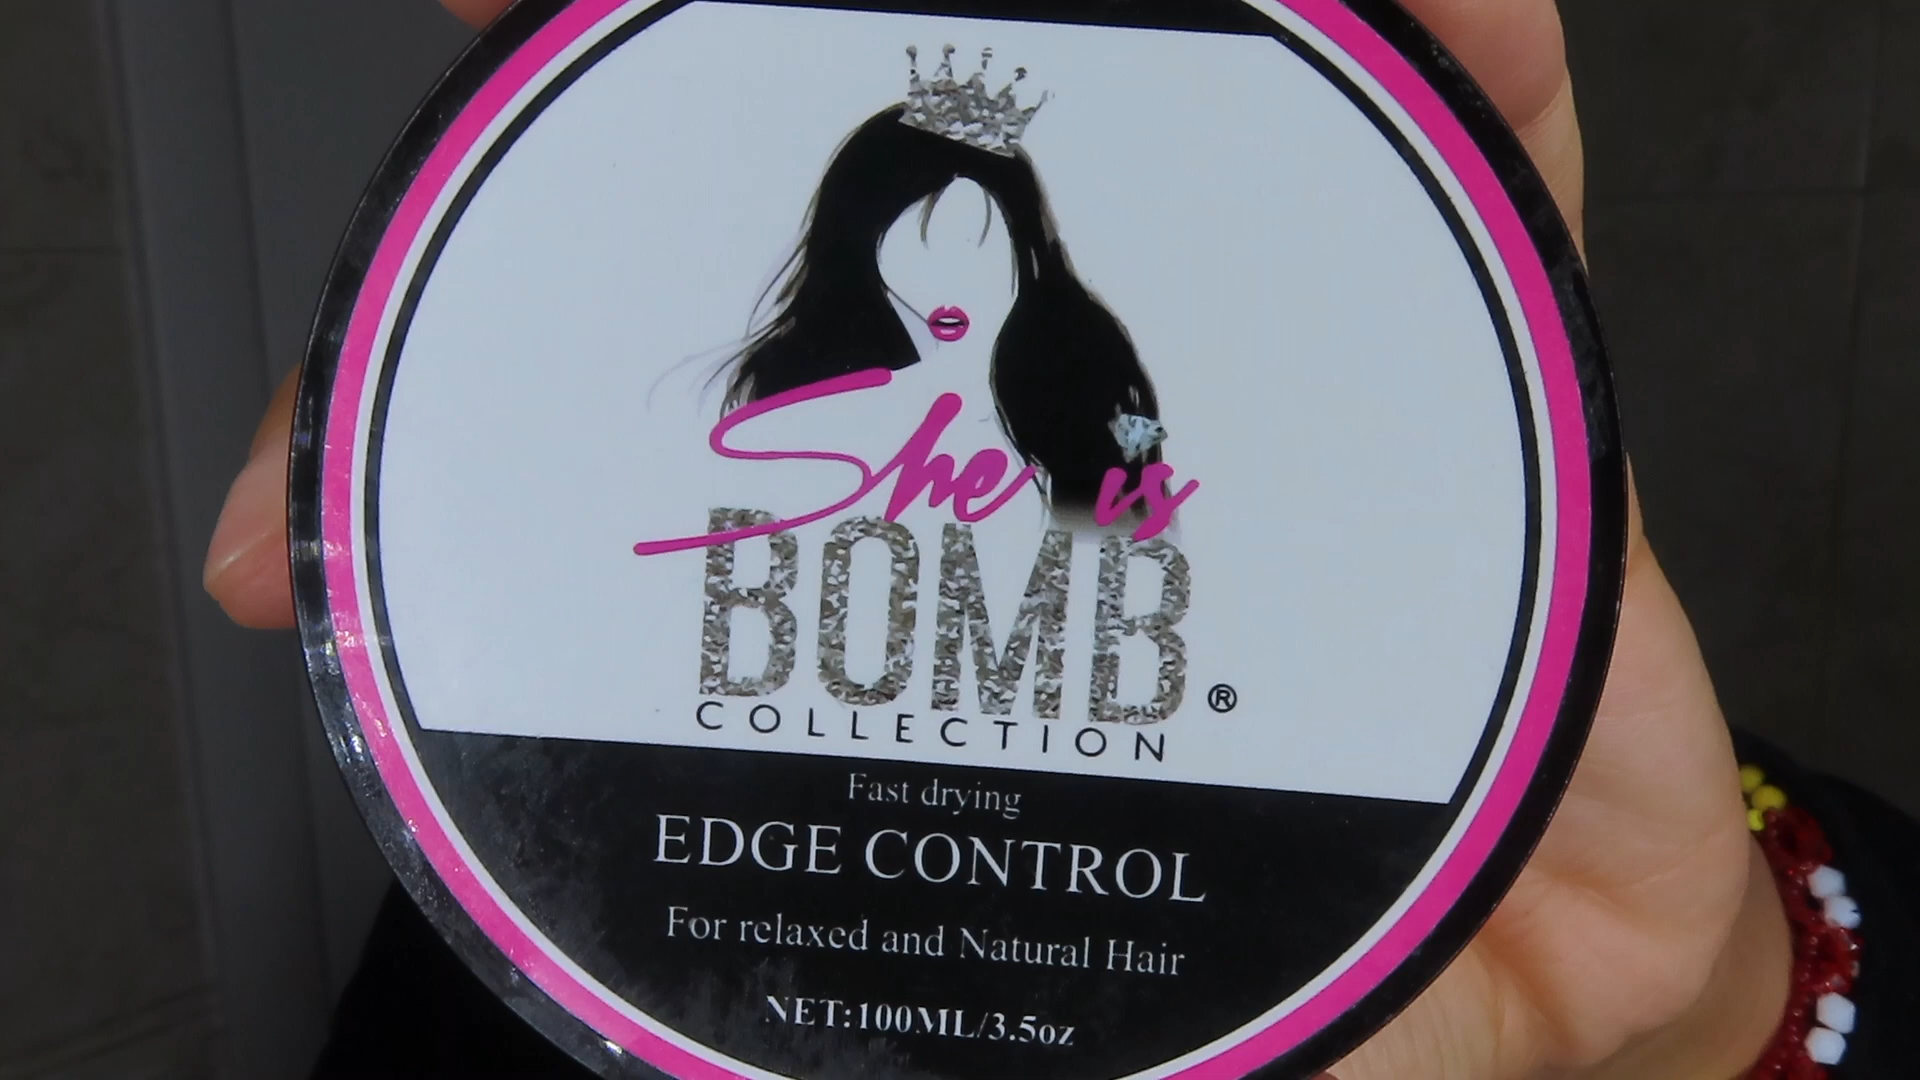 She is
BOMB®
COLLECTION
Fast drying
EDGE CONTROL
For relaxed and Natural Hair
NET:100ML/3.5oz